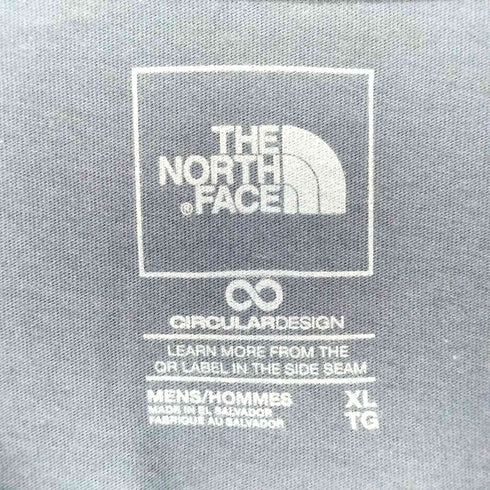 THE
NORTH
® FACE
CIRCULARDESIGN
LEARN MORE FROM THE
QR LABEL IN THE SIDE SEAM
MENS/HOMMES XL
MADE IN EL SALVADOR
FABRIQUÉ AU SALVADOR TG